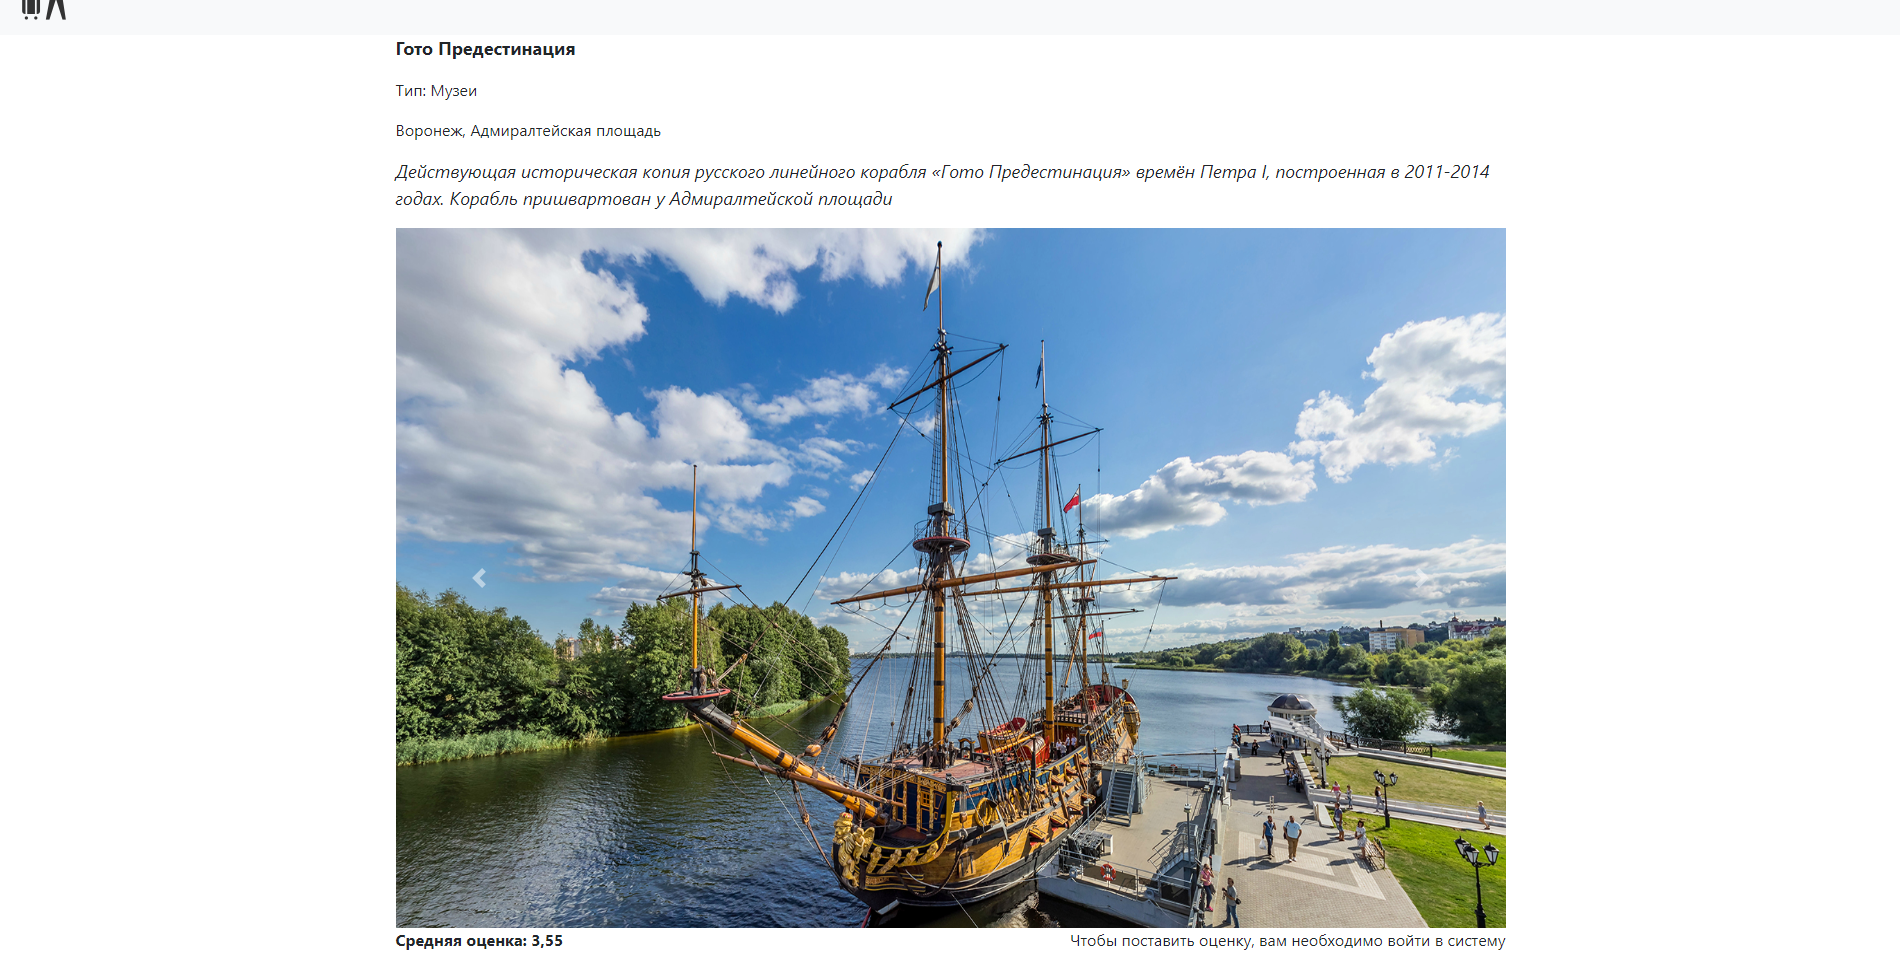 Гото Предестинация
Тип: Музеи
Воронеж, Адмиралтейская площадь
Действующая историческая копия русского линейного корабля «Гото Предестинация» времён Петра I, построенная в 2011-2014
годах. Корабль пришвартован у Адмиралтейской площади
Средняя оценка: 3,55
Чтобы поставить оценку, вам необходимо войти в систему